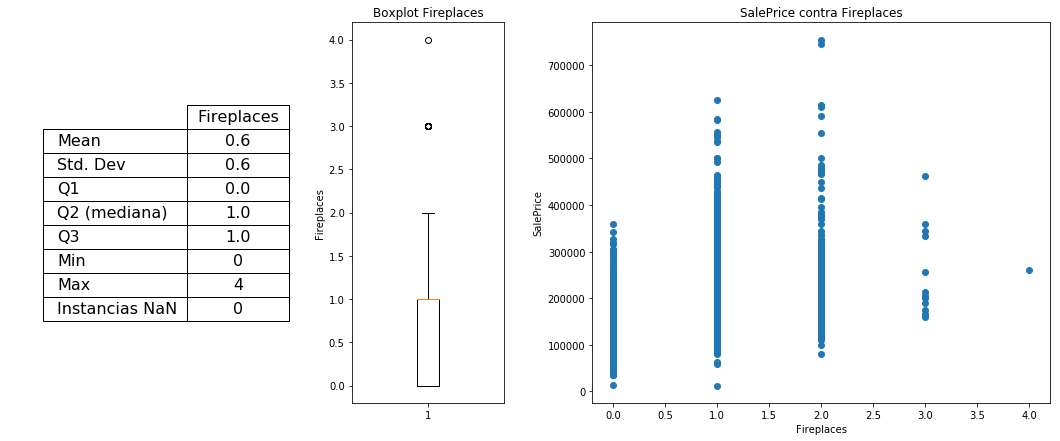 Fireplaces
Mean 0.6
Std. Dev 0.6
Q1 0.0
Q2 (mediana) 1.0
Q3 1.0
Min 0
Max 4
Instancias NaN 0
Boxplot Fireplaces
Fireplaces
4.0
3.5
3.0
2.5
2.0
1.5
1.0
0.5
0.0
1
SalePrice contra Fireplaces
SalePrice
700000
600000
500000
400000
300000
200000
100000
0
0.0 0.5 1.0 1.5 2.0 2.5 3.0 3.5 4.0
Fireplaces